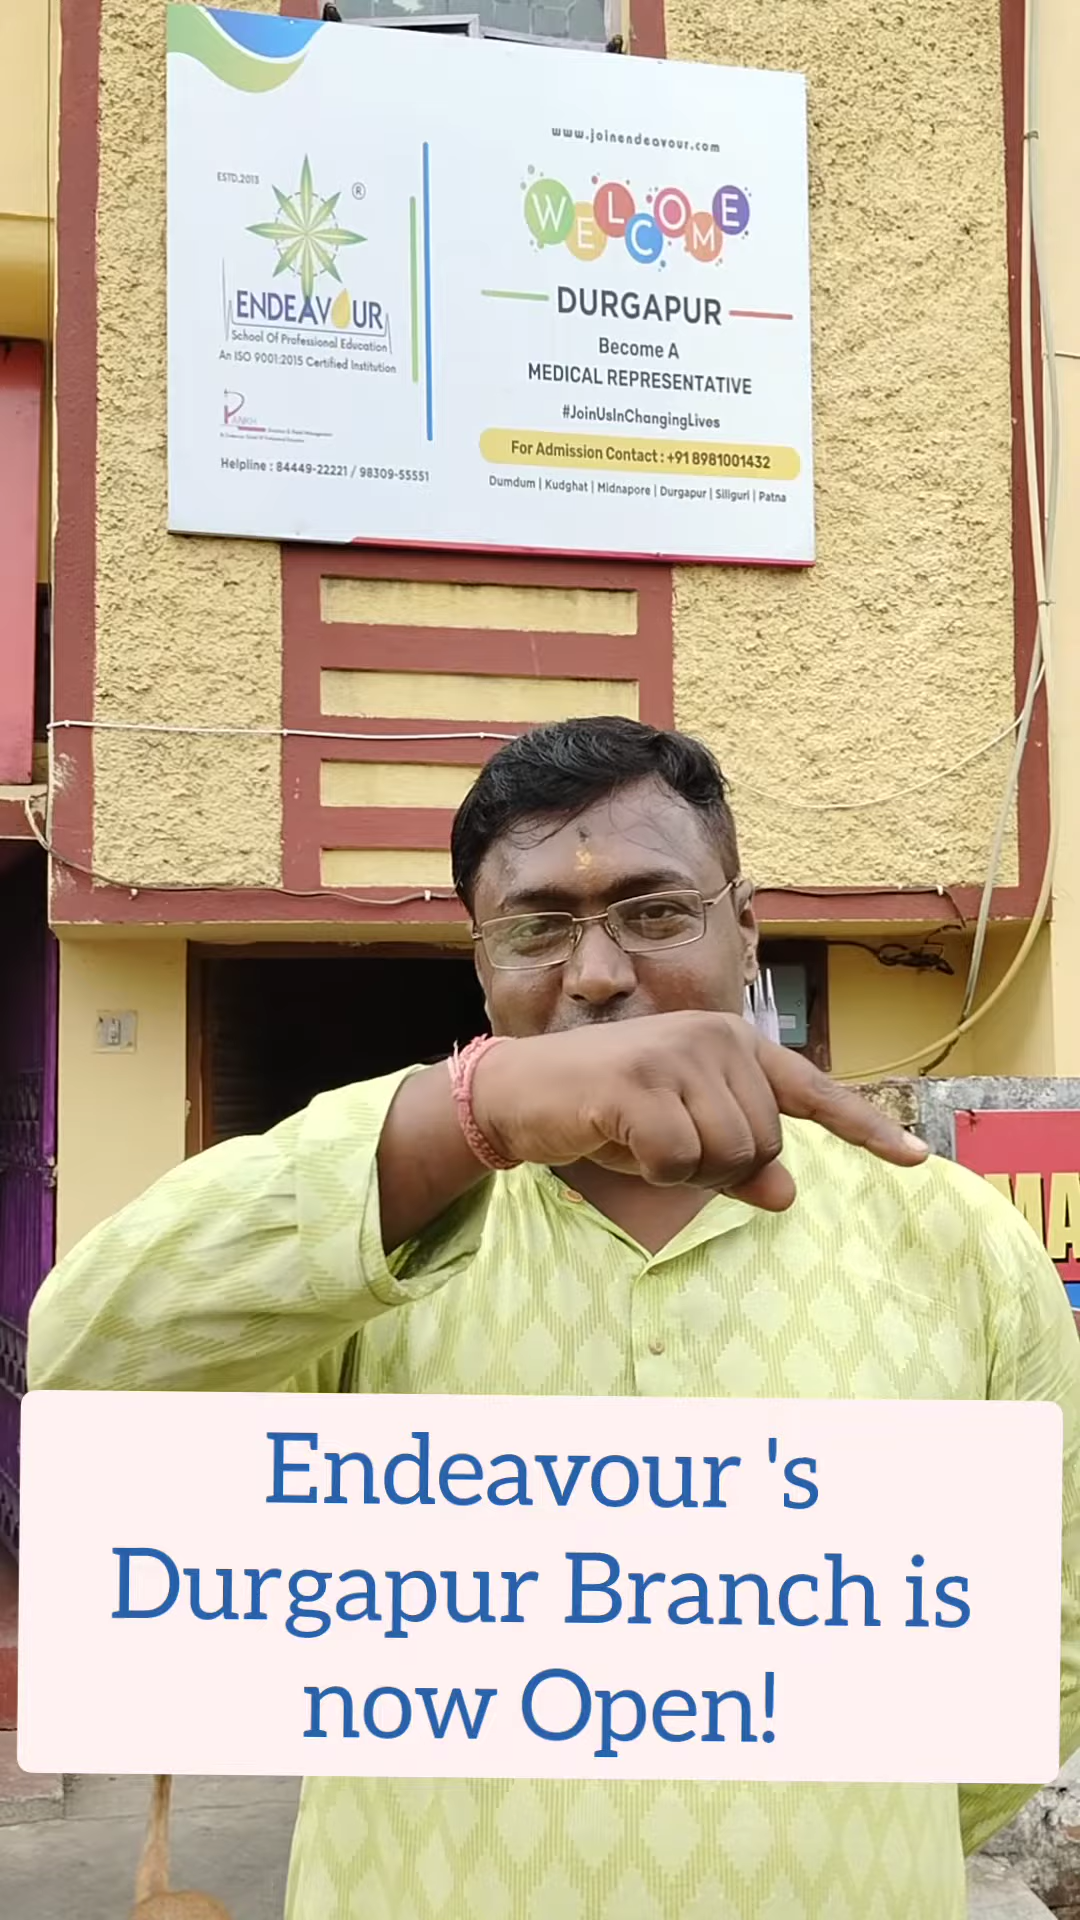 www.joinendeavour.com
ESTD.2013
®
WELCOME
ENDEAVOUR
School Of Professional Education
An ISO 9001:2015 Certified Institution
DURGAPUR
Become A
MEDICAL REPRESENTATIVE
#JoinUsInChangingLives
For Admission Contact : +91 8981001432
Helpline : 84449-22221 / 98309-55551
Dumdum | Kudghat | Midnapore | Durgapur | Siliguri | Patna
MA
Endeavour 's
Durgapur Branch is
now Open!